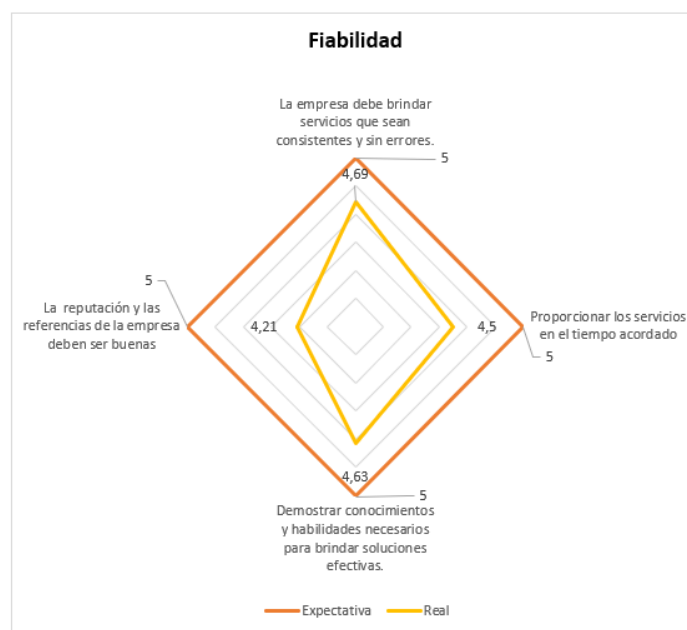 Fiabilidad
La empresa debe brindar
servicios que sean
consistentes y sin errores.
5
4,69
5
La reputación y las
referencias de la empresa
deben ser buenas
4,21
4,5
Proporcionar los servicios
en el tiempo acordado
5
4,63
5
Demostrar conocimientos
y habilidades necesarios
para brindar soluciones
efectivas.
Expectativa
Real